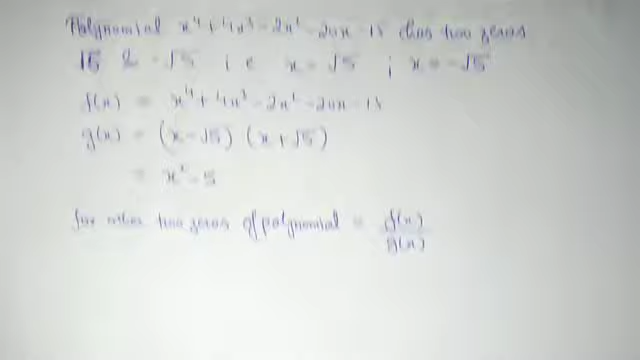 Polynomial x⁴ + 4x³ - 2x² - 20x - 15 has two zeros
√5 & -√5 i e x = √5 ; x = -√5
f(x) = x⁴ + 4x³ - 2x² - 20x - 15
g(x) = (x - √5) (x + √5)
= x² - 5
for other two zeros of polynomial = f(x)
g(x)